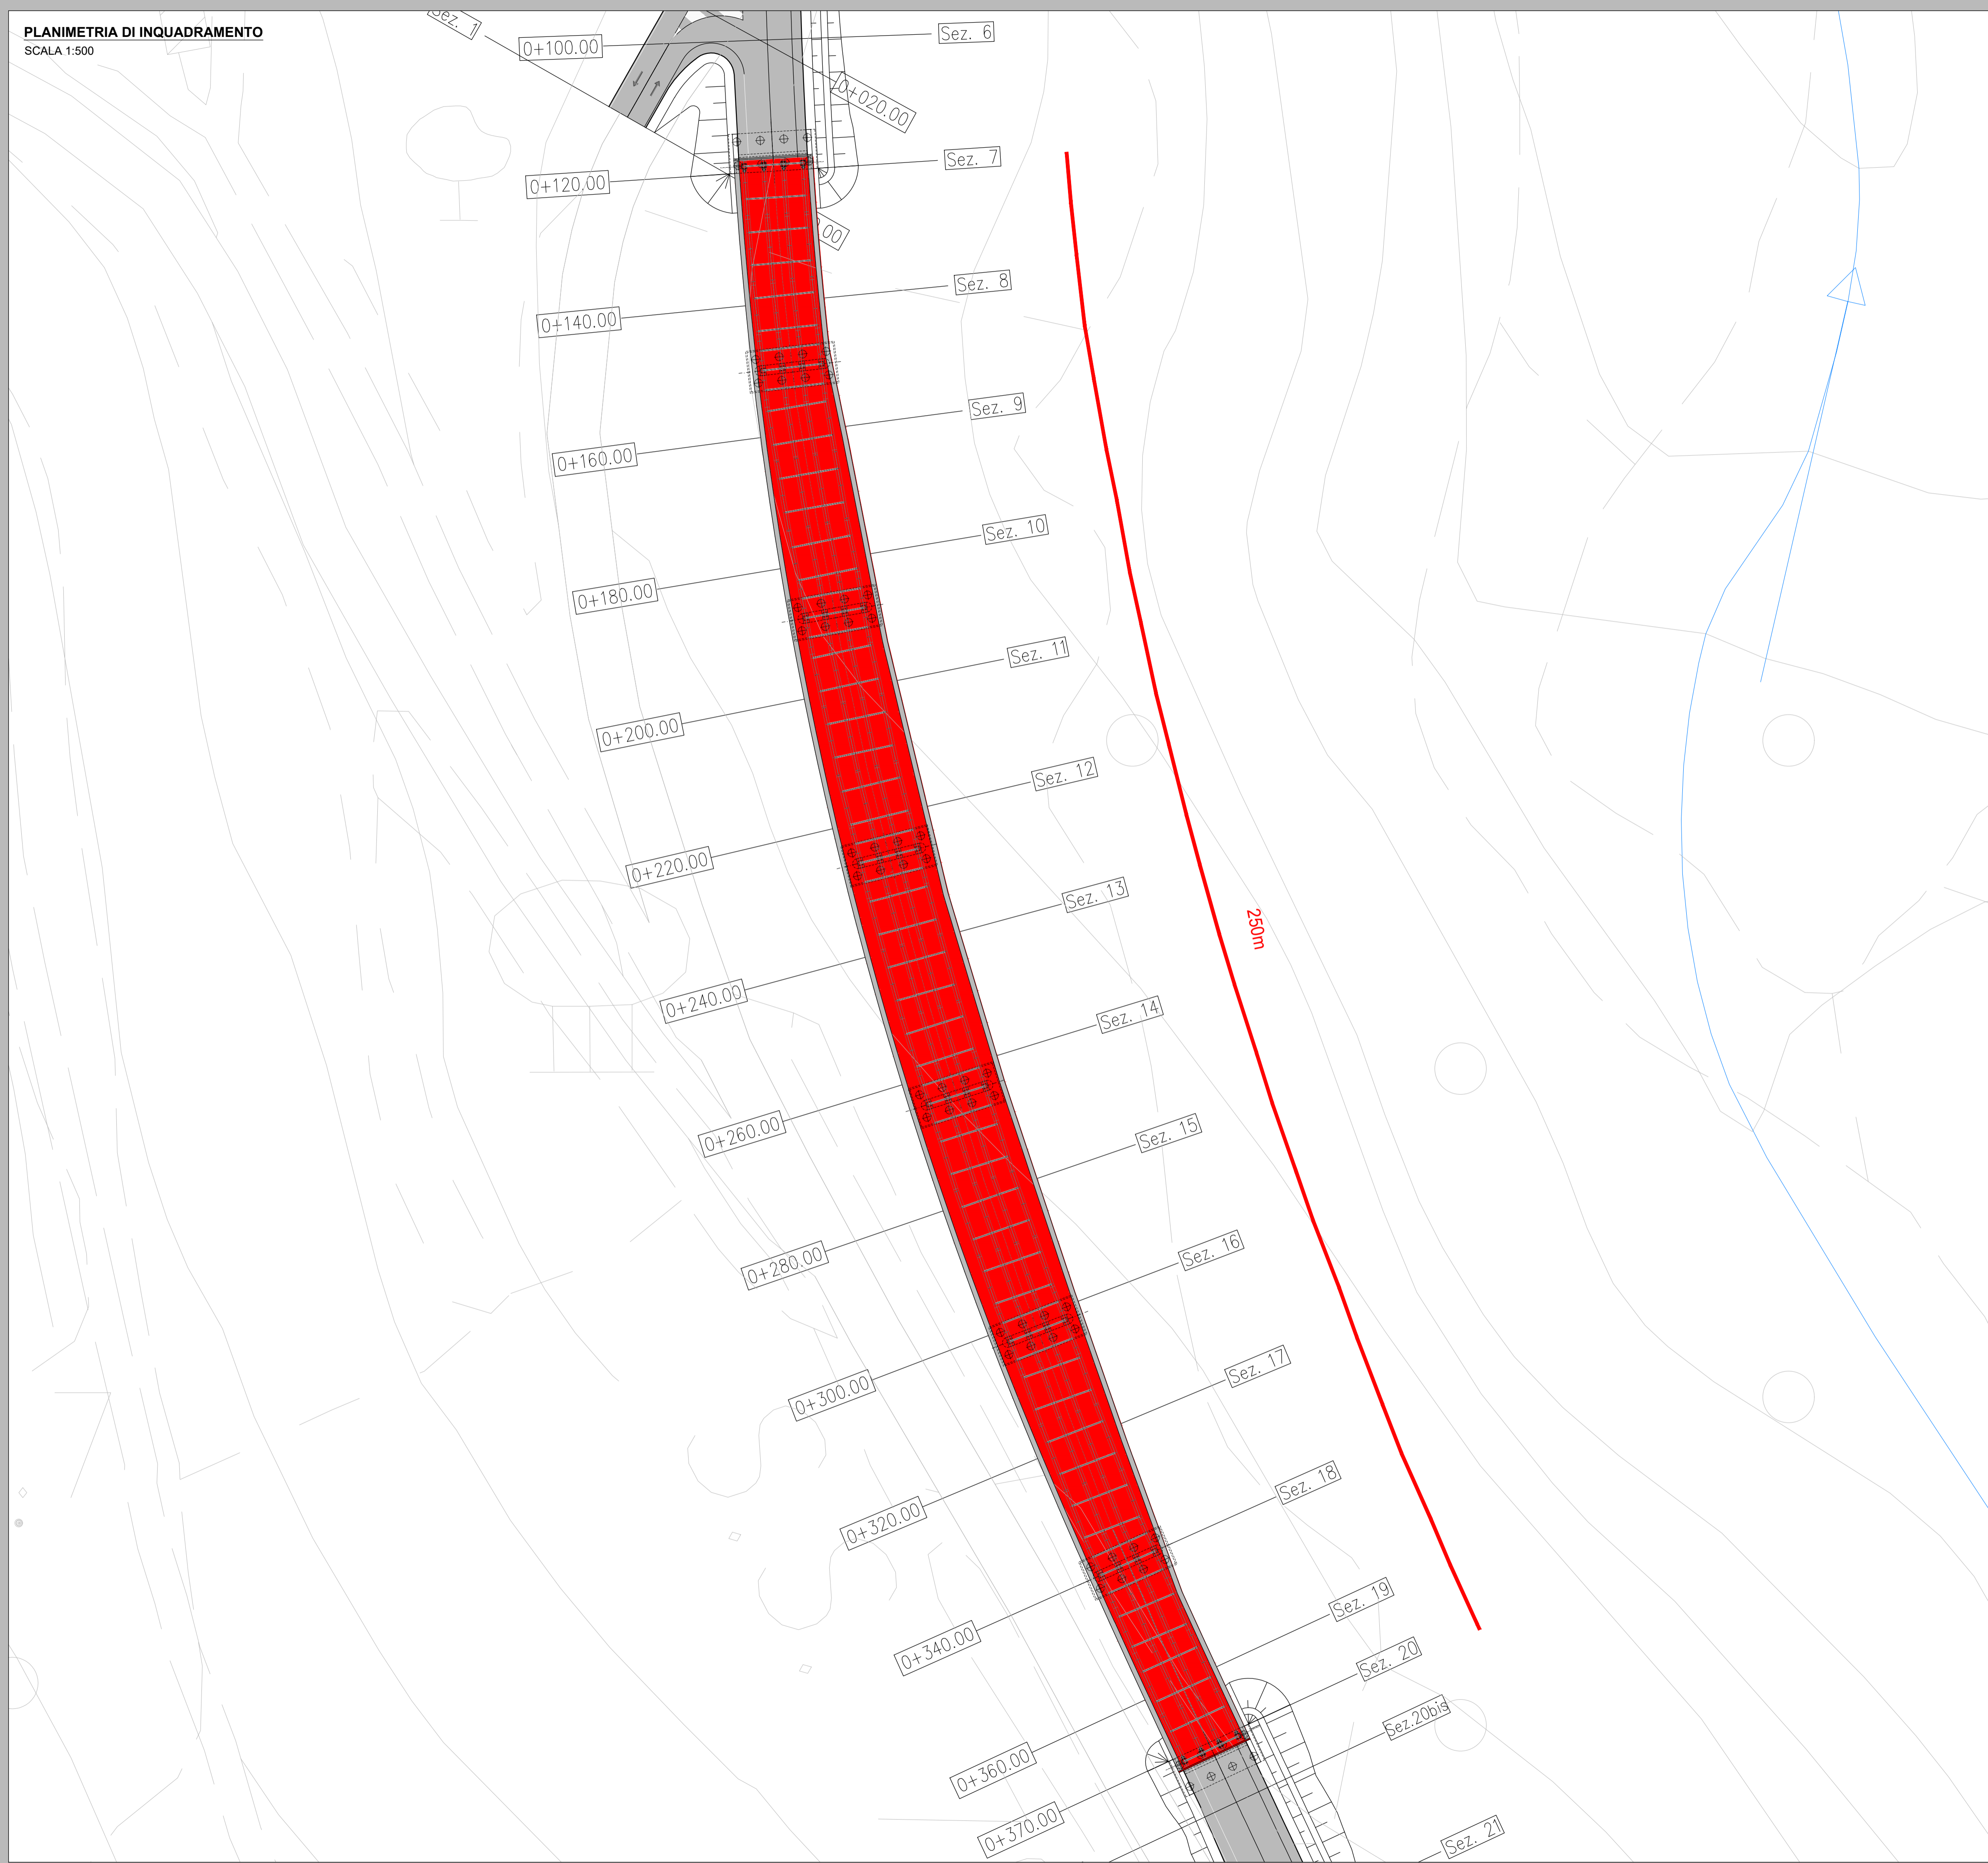 PLANIMETRIA DI INQUADRAMENTO
SCALA 1:500
Sez. 1
0+100.00
Sez. 6
0+020.00
0+120.00
Sez. 7
0+140.00
Sez. 8
0+160.00
Sez. 9
0+180.00
Sez. 10
0+200.00
Sez. 11
0+220.00
Sez. 12
0+240.00
Sez. 13
250m
0+260.00
Sez. 14
0+280.00
Sez. 15
0+300.00
Sez. 16
0+320.00
Sez. 17
0+340.00
Sez. 18
0+360.00
Sez. 19
0+370.00
Sez. 20
Sez.20bis
Sez. 21